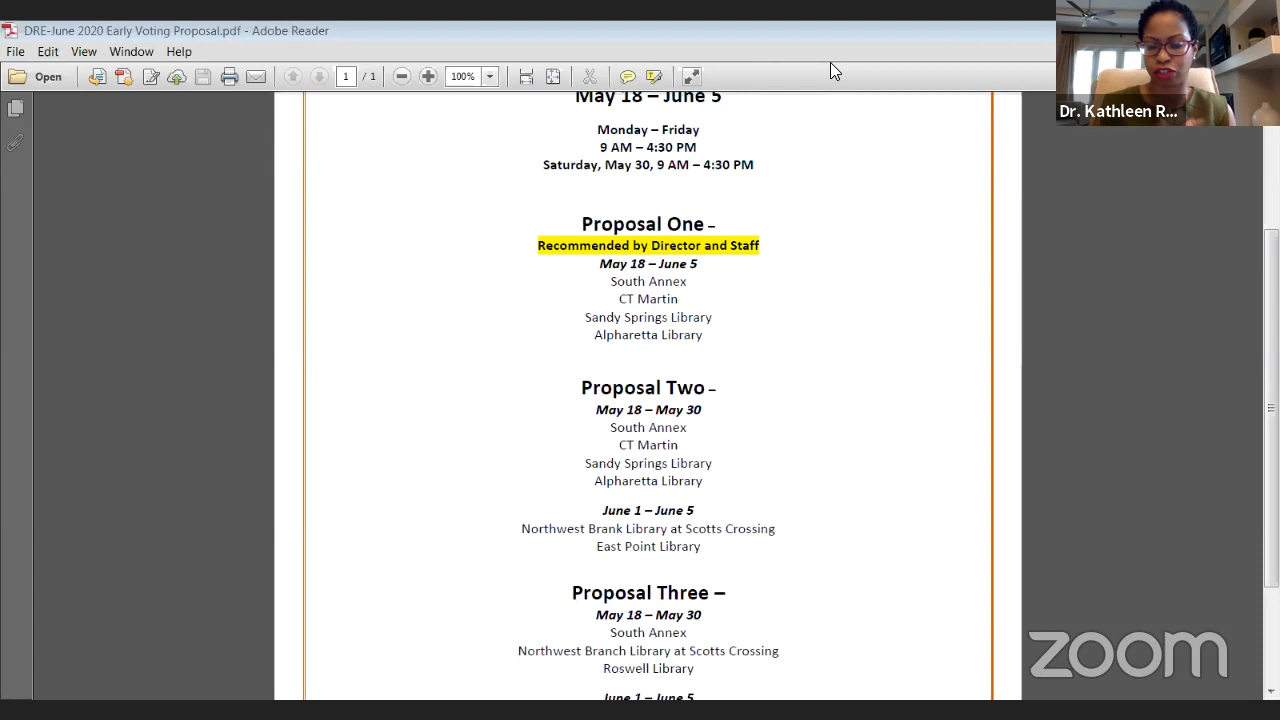 DRE-June 2020 Early Voting Proposal.pdf - Adobe Reader
File Edit View Window Help
Open 1 / 1 100%
Dr. Kathleen R...
May 18 – June 5
Monday – Friday
9 AM – 4:30 PM
Saturday, May 30, 9 AM – 4:30 PM
Proposal One –
Recommended by Director and Staff
May 18 – June 5
South Annex
CT Martin
Sandy Springs Library
Alpharetta Library
Proposal Two –
May 18 – May 30
South Annex
CT Martin
Sandy Springs Library
Alpharetta Library
June 1 – June 5
Northwest Brank Library at Scotts Crossing
East Point Library
Proposal Three –
May 18 – May 30
South Annex
Northwest Branch Library at Scotts Crossing
Roswell Library
June 1 – June 5
zoom